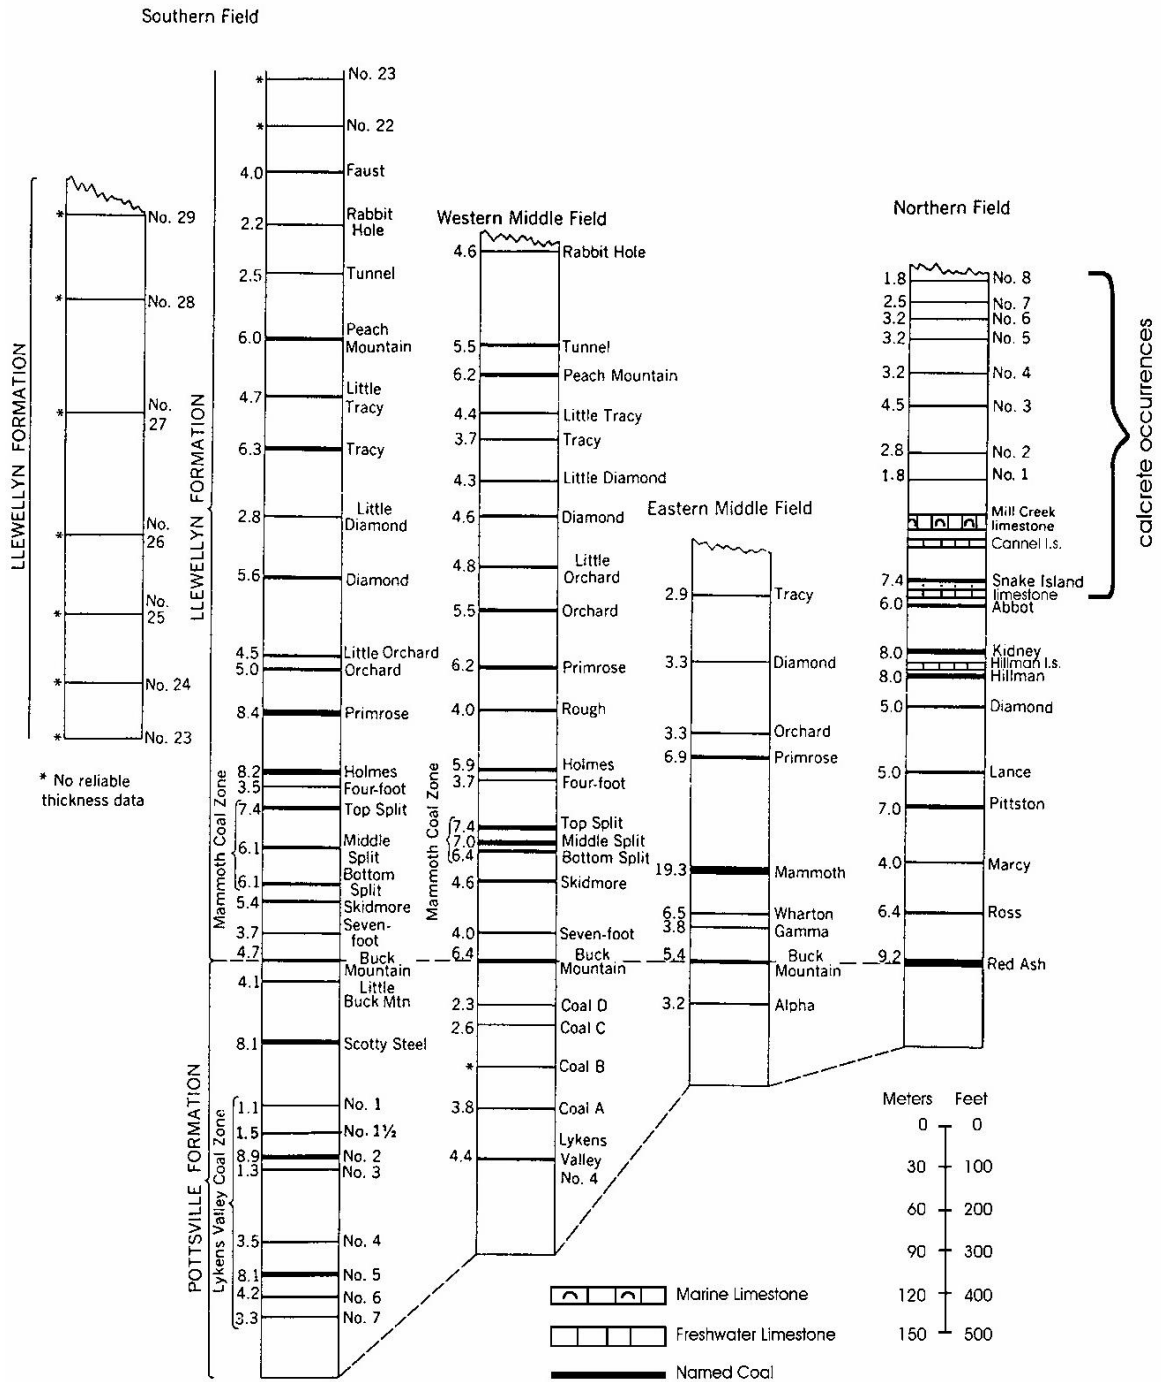 Southern Field
* No. 23
* No. 22
4.0 Faust
2.2 Rabbit
Hole
2.5 Tunnel
6.0 Peach
Mountain
4.7 Little
Tracy
6.3 Tracy
2.8 Little
Diamond
5.6 Diamond
4.5 Little Orchard
5.0 Orchard
8.4 Primrose
8.2 Holmes
3.5 Four-foot
7.4 Top Split
6.1 Middle
Split
6.1 Bottom
Split
5.4 Skidmore
3.7 Seven-
foot
4.7 Buck
Mountain
4.1 Little
Buck Mtn
8.1 Scotty Steel
1.1 No. 1
1.5 No. 1½
8.9 No. 2
1.3 No. 3
3.5 No. 4
8.1 No. 5
4.2 No. 6
3.3 No. 7
LLEWELLYN FORMATION
Mammoth Coal Zone
POTTSVILLE FORMATION
Lykens Valley Coal Zone
LLEWELLYN FORMATION
* No. 29
* No. 28
* No.
27
* No.
26
* No.
25
* No. 24
* No. 23
* No reliable
thickness data
Western Middle Field
4.6 Rabbit Hole
5.5 Tunnel
6.2 Peach Mountain
4.4 Little Tracy
3.7 Tracy
4.3 Little Diamond
4.6 Diamond
4.8 Little
Orchard
5.5 Orchard
6.2 Primrose
4.0 Rough
5.9 Holmes
3.7 Four-foot
7.4 Top Split
7.0 Middle Split
6.4 Bottom Split
4.6 Skidmore
4.0 Seven-foot
6.4 Buck
Mountain
2.3 Coal D
2.6 Coal C
* Coal B
3.8 Coal A
4.4 Lykens
Valley
No. 4
Mammoth Coal Zone
Eastern Middle Field
2.9 Tracy
3.3 Diamond
3.3 Orchard
6.9 Primrose
19.3 Mammoth
6.5 Wharton
3.8 Gamma
5.4 Buck
Mountain
3.2 Alpha
Northern Field
1.8 No. 8
2.5 No. 7
3.2 No. 6
3.2 No. 5
3.2 No. 4
4.5 No. 3
2.8 No. 2
1.8 No. 1
Mill Creek
limestone
Cannel l.s.
7.4 Snake Island
limestone
6.0 Abbot
8.0 Kidney
Hillman l.s.
8.0 Hillman
5.0 Diamond
5.0 Lance
7.0 Pittston
4.0 Marcy
6.4 Ross
9.2 Red Ash
calcrete occurrences
Meters Feet
0 0
30 100
60 200
90 300
120 400
150 500
Marine Limestone
Freshwater Limestone
Named Coal